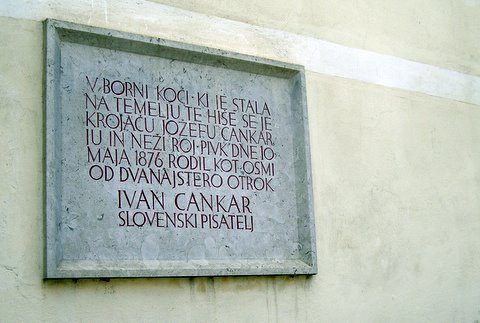 V BORNI KOČI · KI JE STALA
NA TEMELJU TE HIŠE SE JE
KROJAČU JOŽEFU CANKAR
JU IN NEŽI ROJ · PIVK DNE 10
MAJA 1876 RODIL KOT OSMI
OD DVANAJSTERO OTROK
IVAN CANKAR
SLOVENSKI PISATELJ